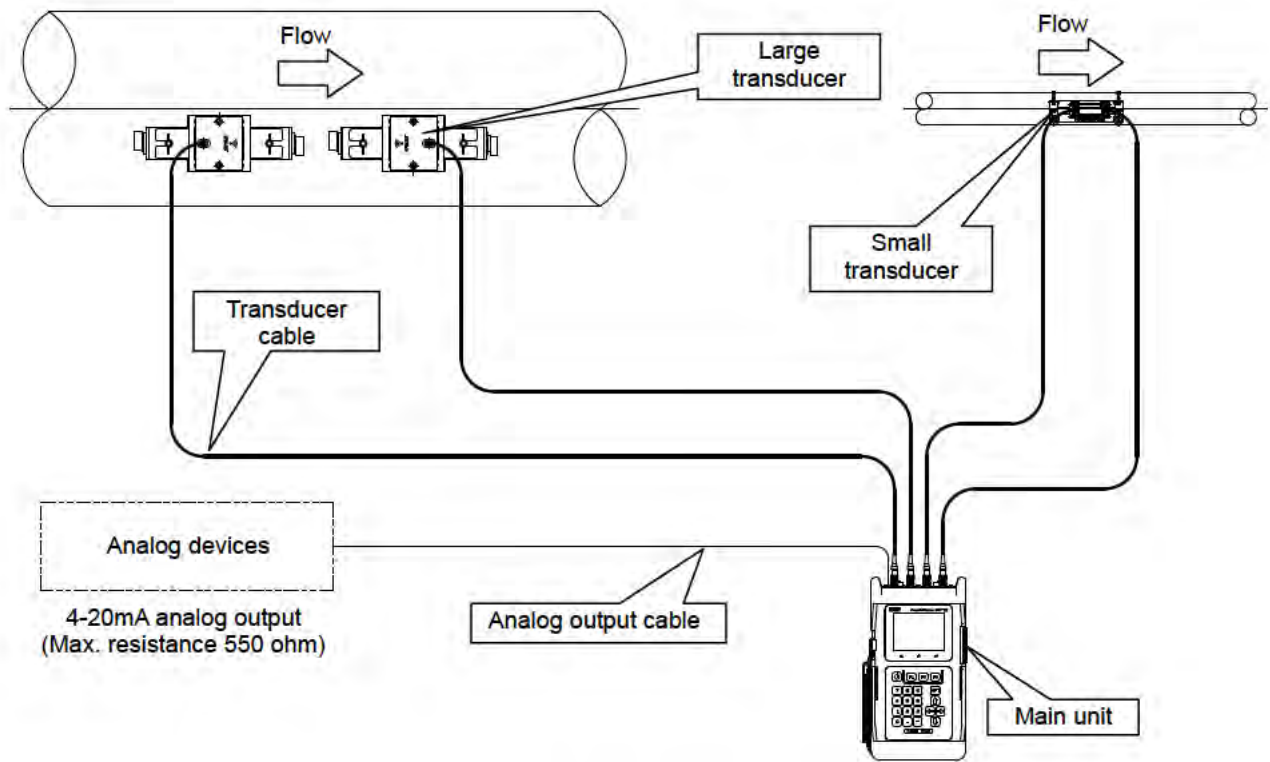 Flow
Large
transducer
Flow
Small
transducer
Transducer
cable
Analog devices
4-20mA analog output
(Max. resistance 550 ohm)
Analog output cable
Main unit